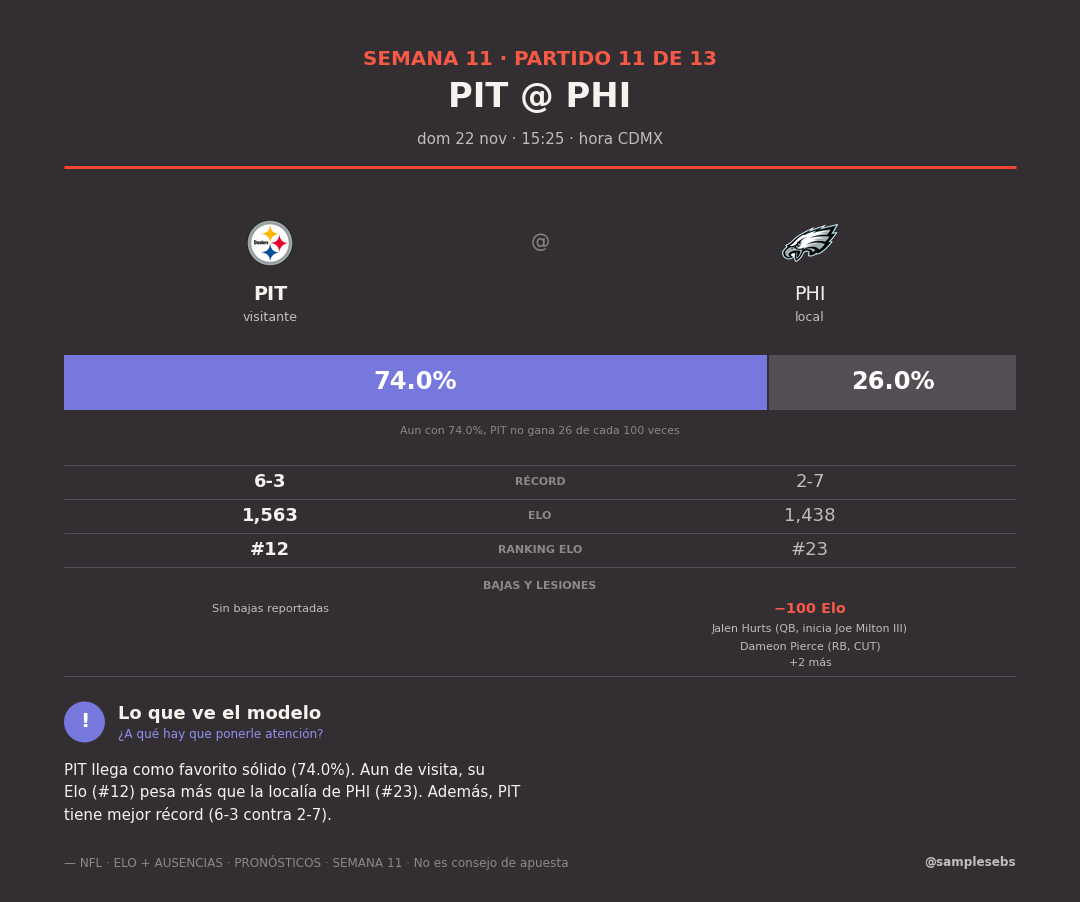 SEMANA 11 · PARTIDO 11 DE 13
PIT @ PHI
dom 22 nov · 15:25 · hora CDMX
Steelers
@
PIT
PHI
visitante
local
74.0%
26.0%
Aun con 74.0%, PIT no gana 26 de cada 100 veces
6-3
RÉCORD
2-7
1,563
ELO
1,438
#12
RANKING ELO
#23
BAJAS Y LESIONES
Sin bajas reportadas
−100 Elo
Jalen Hurts (QB, inicia Joe Milton III)
Dameon Pierce (RB, CUT)
+2 más
!
Lo que ve el modelo
¿A qué hay que ponerle atención?
PIT llega como favorito sólido (74.0%). Aun de visita, su
Elo (#12) pesa más que la localía de PHI (#23). Además, PIT
tiene mejor récord (6-3 contra 2-7).
— NFL · ELO + AUSENCIAS · PRONÓSTICOS · SEMANA 11 · No es consejo de apuesta
@samplesebs